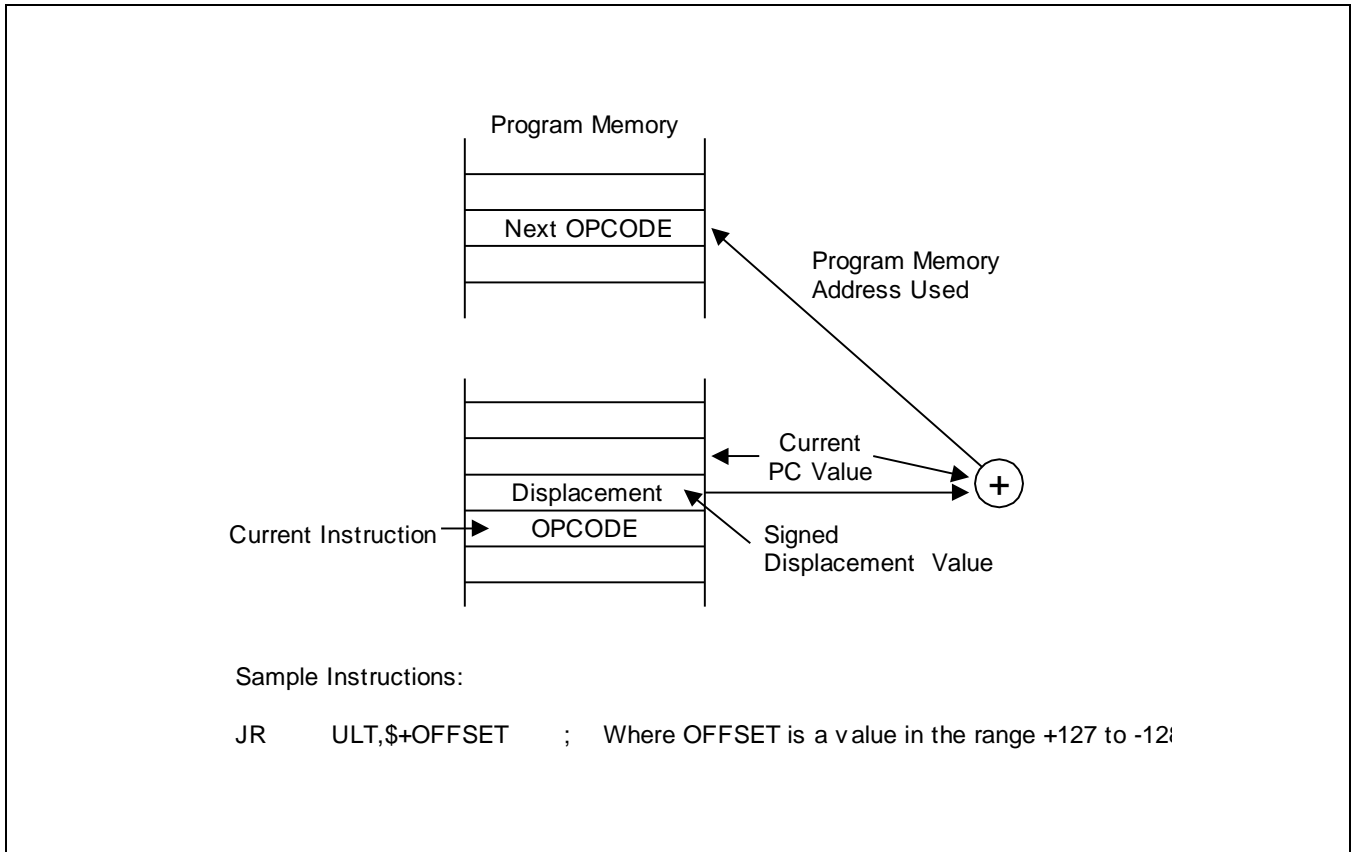 Program Memory
Next OPCODE
Program Memory
Address Used
Current
PC Value
Displacement
+
Current Instruction
OPCODE
Signed
Displacement Value
Sample Instructions:
JR ULT,$+OFFSET ; Where OFFSET is a value in the range +127 to -128